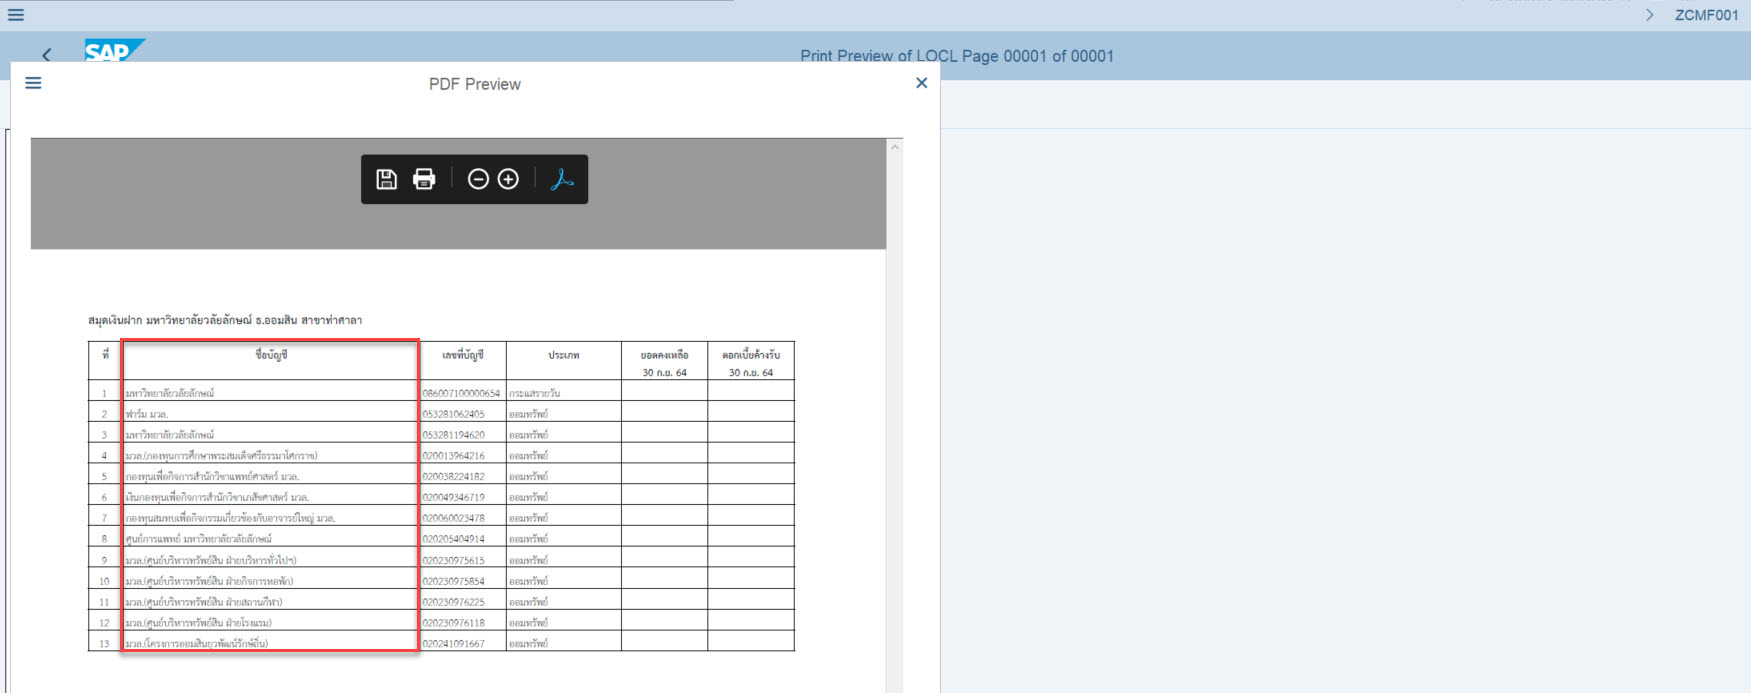 ZCMF001
SAP
Print Preview of LOCL Page 00001 of 00001
PDF Preview
สมุดเงินฝาก มหาวิทยาลัยวลัยลักษณ์ ธ.ออมสิน สาขาท่าศาลา
ที่ ชื่อบัญชี เลขที่บัญชี ประเภท ยอดคงเหลือ ดอกเบี้ยค้างรับ
30 ก.ย. 64 30 ก.ย. 64
1 มหาวิทยาลัยวลัยลักษณ์ 086007100000654 กระแสรายวัน
2 ฟาร์ม มวล. 053281062405 ออมทรัพย์
3 มหาวิทยาลัยวลัยลักษณ์ 053281194620 ออมทรัพย์
4 มวล.(กองทุนการศึกษาพระสมเด็จศรีธรรมาโศกราช) 020013964216 ออมทรัพย์
5 กองทุนเพื่อกิจการสำนักวิชาแพทย์ศาสตร์ มวล. 020038224182 ออมทรัพย์
6 เงินกองทุนเพื่อกิจการสำนักวิชาเภสัชศาสตร์ มวล. 020049346719 ออมทรัพย์
7 กองทุนสมทบเพื่อกิจกรรมเกี่ยวข้องกับอาจารย์ใหญ่ มวล. 020060023478 ออมทรัพย์
8 ศูนย์การแพทย์ มหาวิทยาลัยวลัยลักษณ์ 020205404914 ออมทรัพย์
9 มวล.(ศูนย์บริหารทรัพย์สิน ฝ่ายบริหารทั่วไปฯ) 020230975615 ออมทรัพย์
10 มวล.(ศูนย์บริหารทรัพย์สิน ฝ่ายกิจการหอพัก) 020230975854 ออมทรัพย์
11 มวล.(ศูนย์บริหารทรัพย์สิน ฝ่ายสถานกีฬา) 020230976225 ออมทรัพย์
12 มวล.(ศูนย์บริหารทรัพย์สิน ฝ่ายโรงแรม) 020230976118 ออมทรัพย์
13 มวล.(โครงการออมสินยุวพัฒน์รักษ์ถิ่น) 020241091667 ออมทรัพย์